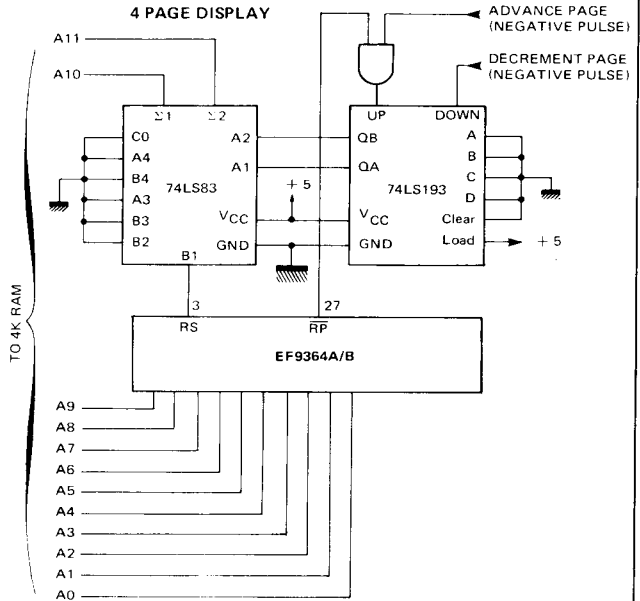 4 PAGE DISPLAY
ADVANCE PAGE
(NEGATIVE PULSE)
DECREMENT PAGE
(NEGATIVE PULSE)
A11
A10
Σ1 Σ2
C0
A4
B4
A3
B3
B2
B1
A2
A1
74LS83
VCC
GND
+ 5
UP DOWN
QB
QA
74LS193
VCC
GND
A
B
C
D
Clear
Load
+ 5
3
27
RS
RP
EF9364A/B
TO 4K RAM
A9
A8
A7
A6
A5
A4
A3
A2
A1
A0